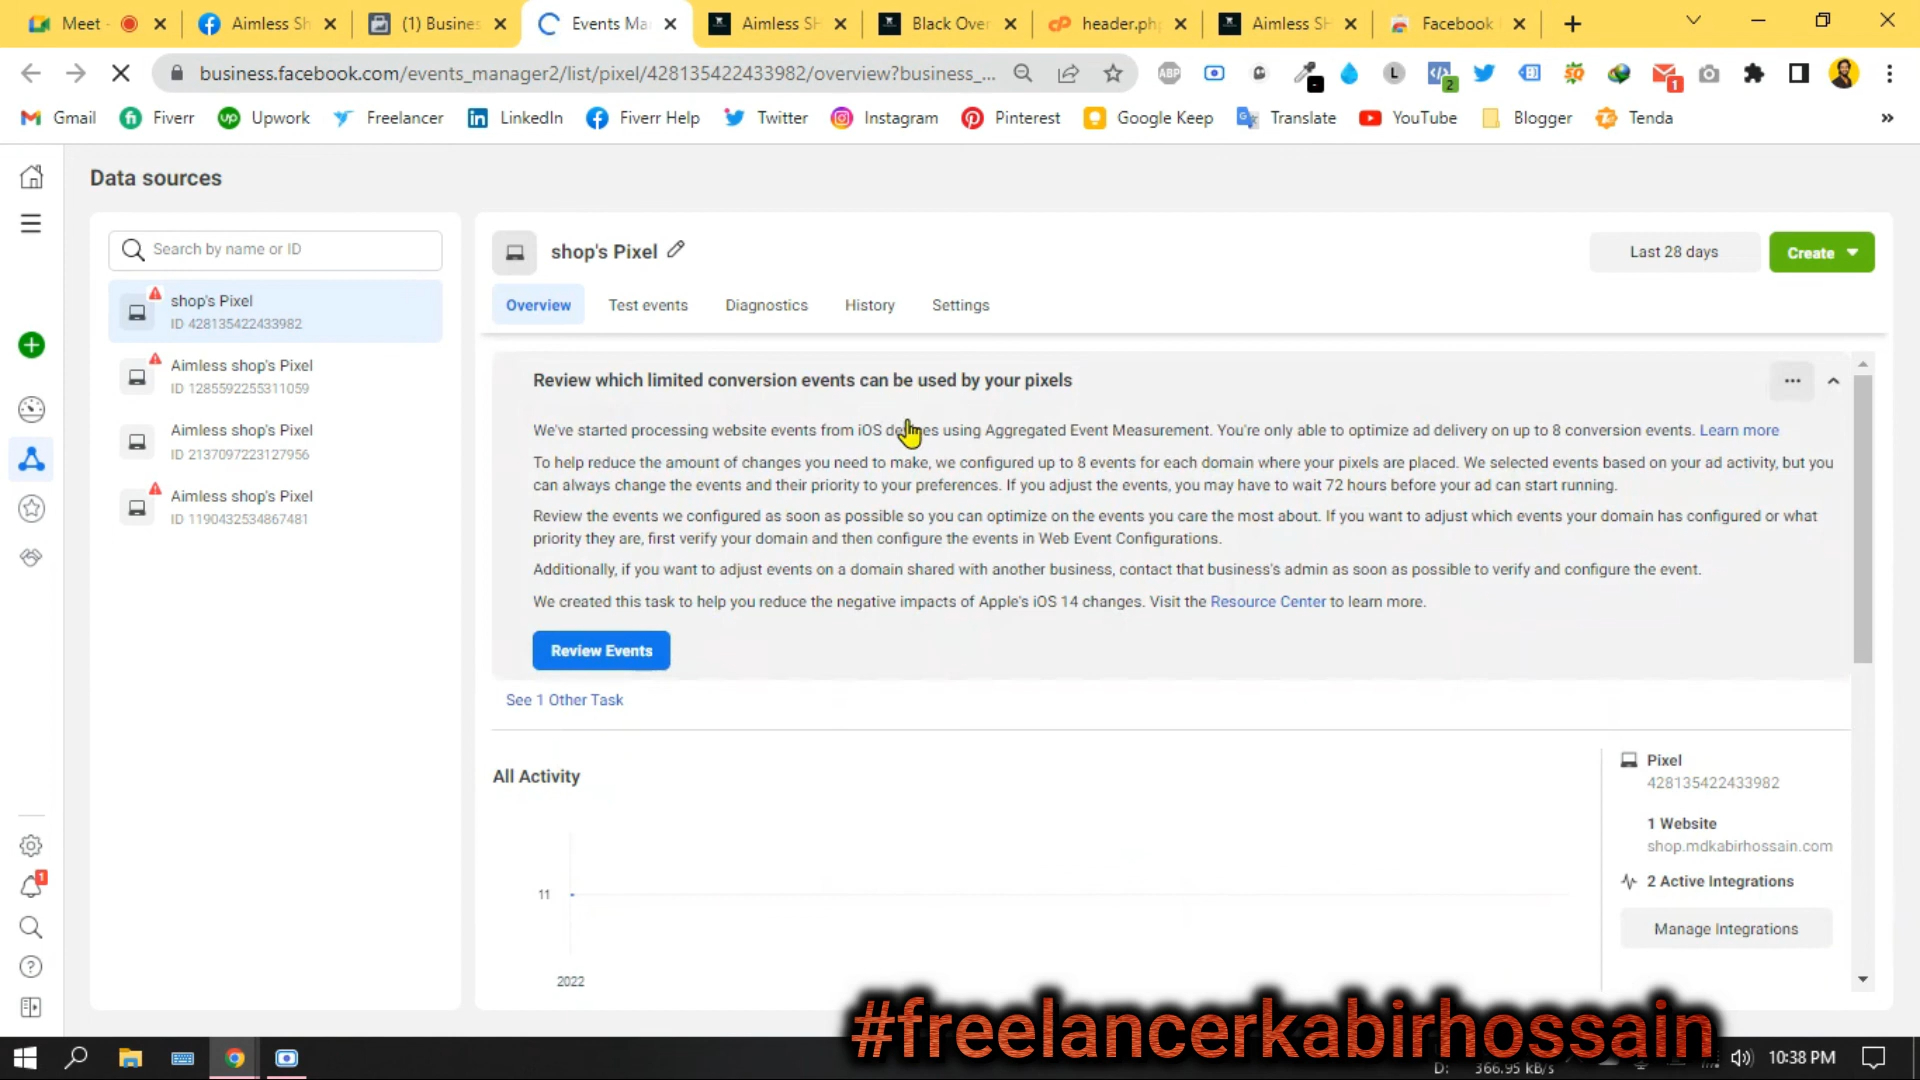 Meet -
Aimless Sh
(1) Busines
Events Ma
Aimless SH
Black Over
header.php
Aimless SH
Facebook
business.facebook.com/events_manager2/list/pixel/428135422433982/overview?business_...
ABP
L
2
SQ
1
Gmail
Fiverr
Upwork
Freelancer
LinkedIn
Fiverr Help
Twitter
Instagram
Pinterest
Google Keep
Translate
YouTube
Blogger
Tenda
»
Data sources
Search by name or ID
shop's Pixel
ID 428135422433982
Aimless shop's Pixel
ID 1285592255311059
Aimless shop's Pixel
ID 2137097223127956
Aimless shop's Pixel
ID 1190432534867481
1
shop's Pixel
Last 28 days
Create
Overview
Test events
Diagnostics
History
Settings
Review which limited conversion events can be used by your pixels
We've started processing website events from iOS devices using Aggregated Event Measurement. You're only able to optimize ad delivery on up to 8 conversion events. Learn more
To help reduce the amount of changes you need to make, we configured up to 8 events for each domain where your pixels are placed. We selected events based on your ad activity, but you
can always change the events and their priority to your preferences. If you adjust the events, you may have to wait 72 hours before your ad can start running.
Review the events we configured as soon as possible so you can optimize on the events you care the most about. If you want to adjust which events your domain has configured or what
priority they are, first verify your domain and then configure the events in Web Event Configurations.
Additionally, if you want to adjust events on a domain shared with another business, contact that business's admin as soon as possible to verify and configure the event.
We created this task to help you reduce the negative impacts of Apple's iOS 14 changes. Visit the Resource Center to learn more.
Review Events
See 1 Other Task
All Activity
11
2022
Pixel
428135422433982
1 Website
shop.mdkabirhossain.com
2 Active Integrations
Manage Integrations
#freelancerkabirhossain
D: 366.95 kB/s
10:38 PM